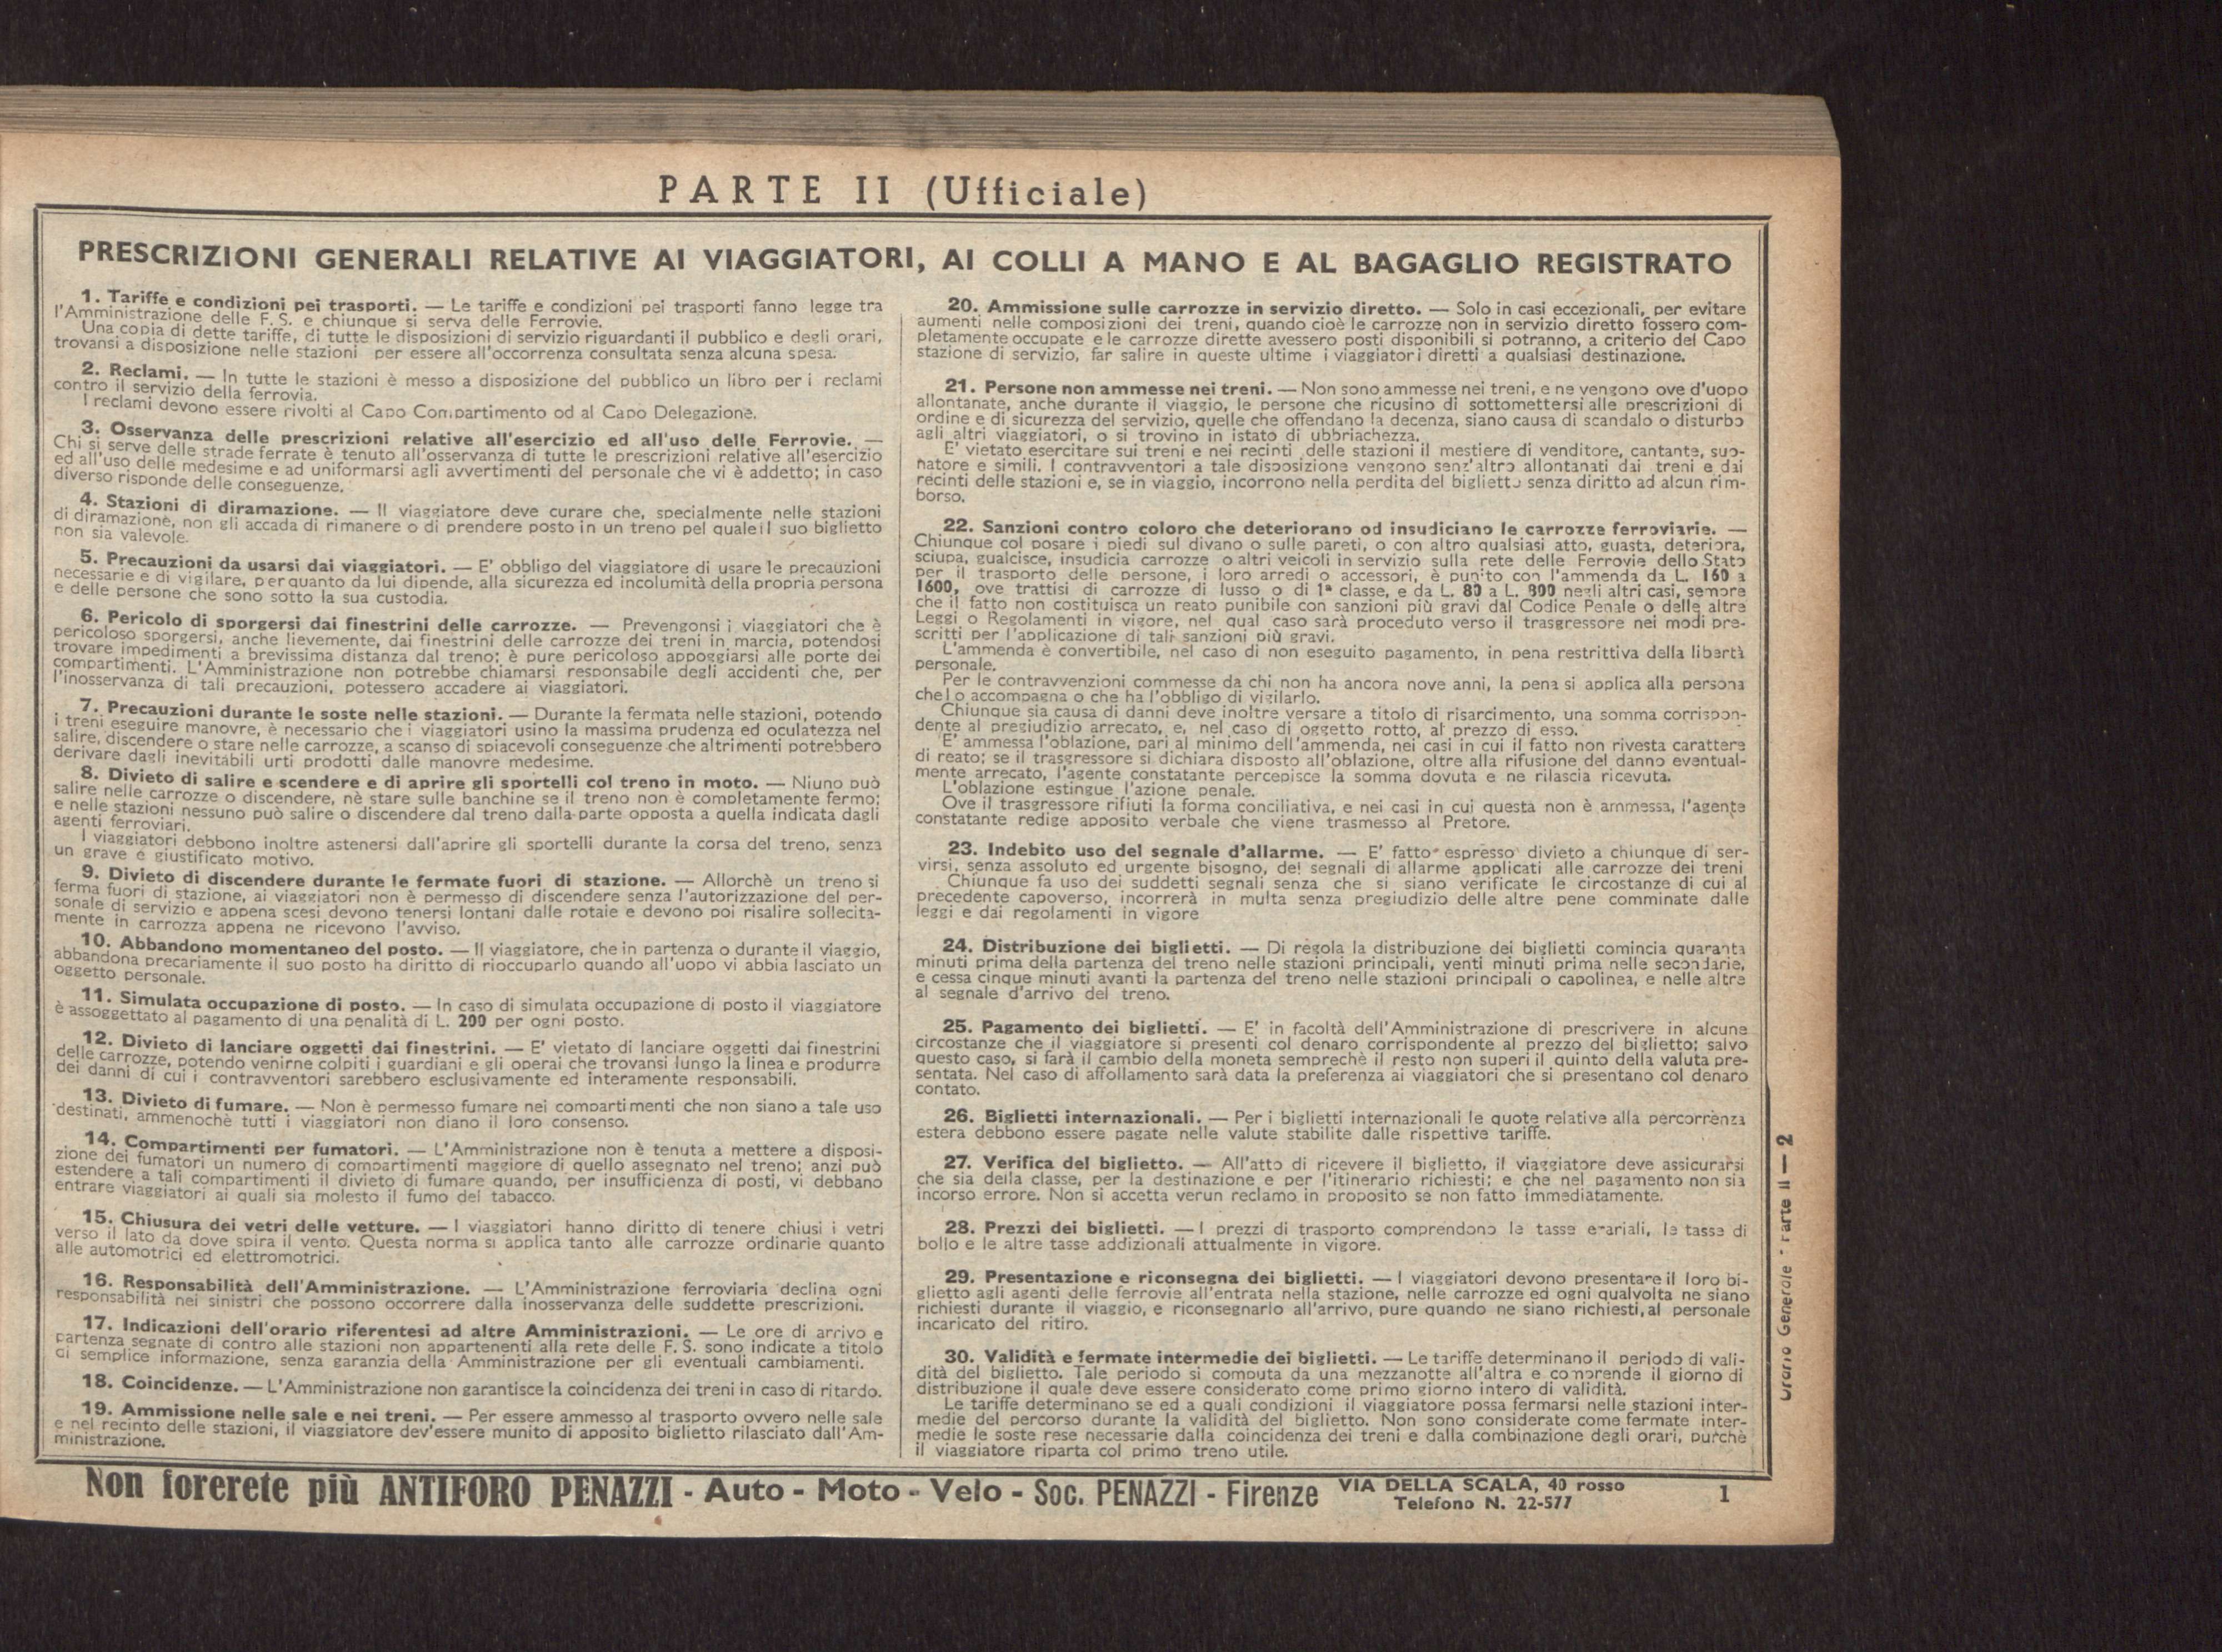 PARTE II (Ufficiale)
PRESCRIZIONI GENERALI RELATIVE AI VIAGGIATORI, AI COLLI A MANO E AL BAGAGLIO REGISTRATO
1. Tariffe e condizioni pei trasporti. — Le tariffe e condizioni pei trasporti fanno legge tra
l'Amministrazione delle F. S. e chiunque si serva delle Ferrovie.
Una copia di dette tariffe, di tutte le disposizioni di servizio riguardanti il pubblico e degli orari,
trovansi a disposizione nelle stazioni per essere all'occorrenza consultata senza alcuna spesa.
2. Reclami. — In tutte le stazioni è messo a disposizione del pubblico un libro per i reclami
contro il servizio della ferrovia.
I reclami devono essere rivolti al Capo Compartimento od al Capo Delegazione.
3. Osservanza delle prescrizioni relative all'esercizio ed all'uso delle Ferrovie. —
Chi si serve delle strade ferrate è tenuto all'osservanza di tutte le prescrizioni relative all'esercizio
ed all'uso delle medesime e ad uniformarsi agli avvertimenti del personale che vi è addetto; in caso
diverso risponde delle conseguenze.
4. Stazioni di diramazione. — Il viaggiatore deve curare che, specialmente nelle stazioni
di diramazione, non gli accada di rimanere o di prendere posto in un treno pel quale il suo biglietto
non sia valevole.
5. Precauzioni da usarsi dai viaggiatori. — E' obbligo del viaggiatore di usare le precauzioni
necessarie e di vigilare, per quanto da lui dipende, alla sicurezza ed incolumità della propria persona
e delle persone che sono sotto la sua custodia.
6. Pericolo di sporgersi dai finestrini delle carrozze. — Prevengonsi i viaggiatori che è
pericoloso sporgersi, anche lievemente, dai finestrini delle carrozze dei treni in marcia, potendosi
trovare impedimenti a brevissima distanza dal treno; è pure pericoloso appoggiarsi alle porte dei
compartimenti. L'Amministrazione non potrebbe chiamarsi responsabile degli accidenti che, per
l'inosservanza di tali precauzioni, potessero accadere ai viaggiatori.
7. Precauzioni durante le soste nelle stazioni. — Durante la fermata nelle stazioni, potendo
i treni eseguire manovre, è necessario che i viaggiatori usino la massima prudenza ed oculatezza nel
salire, discendere o stare nelle carrozze, a scanso di spiacevoli conseguenze che altrimenti potrebbero
derivare dagli inevitabili urti prodotti dalle manovre medesime.
8. Divieto di salire e scendere e di aprire gli sportelli col treno in moto. — Niuno può
salire nelle carrozze o discendere, nè stare sulle banchine se il treno non è completamente fermo;
e nelle stazioni nessuno può salire o discendere dal treno dalla parte opposta a quella indicata dagli
agenti ferroviari.
I viaggiatori debbono inoltre astenersi dall'aprire gli sportelli durante la corsa del treno, senza
un grave e giustificato motivo.
9. Divieto di discendere durante le fermate fuori di stazione. — Allorchè un treno si
ferma fuori di stazione, ai viaggiatori non è permesso di discendere senza l'autorizzazione del per-
sonale di servizio e appena scesi devono tenersi lontani dalle rotaie e devono poi risalire sollecita-
mente in carrozza appena ne ricevono l'avviso.
10. Abbandono momentaneo del posto. — Il viaggiatore, che in partenza o durante il viaggio,
abbandona precariamente il suo posto ha diritto di rioccuparlo quando all'uopo vi abbia lasciato un
oggetto personale.
11. Simulata occupazione di posto. — In caso di simulata occupazione di posto il viaggiatore
è assoggettato al pagamento di una penalità di L. 200 per ogni posto.
12. Divieto di lanciare oggetti dai finestrini. — E' vietato di lanciare oggetti dai finestrini
delle carrozze, potendo venirne colpiti i guardiani e gli operai che trovansi lungo la linea e produrre
dei danni di cui i contravventori sarebbero esclusivamente ed interamente responsabili.
13. Divieto di fumare. — Non è permesso fumare nei compartimenti che non siano a tale uso
destinati, ammenochè tutti i viaggiatori non diano il loro consenso.
14. Compartimenti per fumatori. — L'Amministrazione non è tenuta a mettere a disposi-
zione dei fumatori un numero di compartimenti maggiore di quello assegnato nel treno; anzi può
estendere a tali compartimenti il divieto di fumare quando, per insufficienza di posti, vi debbano
entrare viaggiatori ai quali sia molesto il fumo del tabacco.
15. Chiusura dei vetri delle vetture. — I viaggiatori hanno diritto di tenere chiusi i vetri
verso il lato da dove spira il vento. Questa norma si applica tanto alle carrozze ordinarie quanto
alle automotrici ed elettromotrici.
16. Responsabilità dell'Amministrazione. — L'Amministrazione ferroviaria declina ogni
responsabilità nei sinistri che possono occorrere dalla inosservanza delle suddette prescrizioni.
17. Indicazioni dell'orario riferentesi ad altre Amministrazioni. — Le ore di arrivo e
partenza segnate di contro alle stazioni non appartenenti alla rete delle F. S. sono indicate a titolo
di semplice informazione, senza garanzia della Amministrazione per gli eventuali cambiamenti.
18. Coincidenze. — L'Amministrazione non garantisce la coincidenza dei treni in caso di ritardo.
19. Ammissione nelle sale e nei treni. — Per essere ammesso al trasporto ovvero nelle sale
e nel recinto delle stazioni, il viaggiatore dev'essere munito di apposito biglietto rilasciato dall'Am-
ministrazione.
20. Ammissione sulle carrozze in servizio diretto. — Solo in casi eccezionali, per evitare
aumenti nelle composizioni dei treni, quando cioè le carrozze non in servizio diretto fossero com-
pletamente occupate e le carrozze dirette avessero posti disponibili si potranno, a criterio del Capo
stazione di servizio, far salire in queste ultime i viaggiatori diretti a qualsiasi destinazione.
21. Persone non ammesse nei treni. — Non sono ammesse nei treni, e ne vengono ove d'uopo
allontanate, anche durante il viaggio, le persone che ricusino di sottomettersi alle prescrizioni di
ordine e di sicurezza del servizio, quelle che offendano la decenza, siano causa di scandalo o disturbo
agli altri viaggiatori, o si trovino in istato di ubbriachezza.
E' vietato esercitare sui treni e nei recinti delle stazioni il mestiere di venditore, cantante, suo-
natore e simili. I contravventori a tale disposizione vengono senz'altro allontanati dai treni e dai
recinti delle stazioni e, se in viaggio, incorrono nella perdita del biglietto senza diritto ad alcun rim-
borso.
22. Sanzioni contro coloro che deteriorano od insudiciano le carrozze ferroviarie. —
Chiunque col posare i piedi sul divano o sulle pareti, o con altro qualsiasi atto, guasta, deteriora,
sciupa, gualcisce, insudicia carrozze o altri veicoli in servizio sulla rete delle Ferrovie dello Stato
per il trasporto delle persone, i loro arredi o accessori, è punito con l'ammenda da L. 160 a
1600, ove trattisi di carrozze di lusso o di 1ª classe, e da L. 80 a L. 800 negli altri casi, sempre
che il fatto non costituisca un reato punibile con sanzioni più gravi dal Codice Penale o delle altre
Leggi o Regolamenti in vigore, nel qual caso sarà proceduto verso il trasgressore nei modi pre-
scritti per l'applicazione di tali sanzioni più gravi.
L'ammenda è convertibile, nel caso di non eseguito pagamento, in pena restrittiva della libertà
personale.
Per le contravvenzioni commesse da chi non ha ancora nove anni, la pena si applica alla persona
che lo accompagna o che ha l'obbligo di vigilarlo.
Chiunque sia causa di danni deve inoltre versare a titolo di risarcimento, una somma corrispon-
dente al pregiudizio arrecato, e, nel caso di oggetto rotto, al prezzo di esso.
E' ammessa l'oblazione, pari al minimo dell'ammenda, nei casi in cui il fatto non rivesta carattere
di reato; se il trasgressore si dichiara disposto all'oblazione, oltre alla rifusione del danno eventual-
mente arrecato, l'agente constatante percepisce la somma dovuta e ne rilascia ricevuta.
L'oblazione estingue l'azione penale.
Ove il trasgressore rifiuti la forma conciliativa, e nei casi in cui questa non è ammessa, l'agente
constatante redige apposito verbale che viene trasmesso al Pretore.
23. Indebito uso del segnale d'allarme. — E' fatto espresso divieto a chiunque di ser-
virsi, senza assoluto ed urgente bisogno, dei segnali di allarme applicati alle carrozze dei treni
Chiunque fa uso dei suddetti segnali senza che si siano verificate le circostanze di cui al
precedente capoverso, incorrerà in multa senza pregiudizio delle altre pene comminate dalle
leggi e dai regolamenti in vigore
24. Distribuzione dei biglietti. — Di règola la distribuzione dei biglietti comincia quaranta
minuti prima della partenza del treno nelle stazioni principali, venti minuti prima nelle secondarie,
e cessa cinque minuti avanti la partenza del treno nelle stazioni principali o capolinea, e nelle altre
al segnale d'arrivo del treno.
25. Pagamento dei biglietti. — E' in facoltà dell'Amministrazione di prescrivere in alcune
circostanze che il viaggiatore si presenti col denaro corrispondente al prezzo del biglietto; salvo
questo caso, si farà il cambio della moneta semprechè il resto non superi il quinto della valuta pre-
sentata. Nel caso di affollamento sarà data la preferenza ai viaggiatori che si presentano col denaro
contato.
26. Biglietti internazionali. — Per i biglietti internazionali le quote relative alla percorrènza
estera debbono essere pagate nelle valute stabilite dalle rispettive tariffe.
27. Verifica del biglietto. — All'atto di ricevere il biglietto, il viaggiatore deve assicurarsi
che sia della classe, per la destinazione e per l'itinerario richiesti; e che nel pagamento non sia
incorso errore. Non si accetta verun reclamo in proposito se non fatto immediatamente.
28. Prezzi dei biglietti. — I prezzi di trasporto comprendono le tasse erariali, le tasse di
bollo e le altre tasse addizionali attualmente in vigore.
29. Presentazione e riconsegna dei biglietti. — I viaggiatori devono presentare il loro bi-
glietto agli agenti delle ferrovie all'entrata nella stazione, nelle carrozze ed ogni qualvolta ne siano
richiesti durante il viaggio, e riconsegnarlo all'arrivo, pure quando ne siano richiesti, al personale
incaricato del ritiro.
30. Validità e fermate intermedie dei biglietti. — Le tariffe determinano il periodo di vali-
dità del biglietto. Tale periodo si computa da una mezzanotte all'altra e comprende il giorno di
distribuzione il quale deve essere considerato come primo giorno intero di validità.
Le tariffe determinano se ed a quali condizioni il viaggiatore possa fermarsi nelle stazioni inter-
medie del percorso durante la validità del biglietto. Non sono considerate come fermate inter-
medie le soste rese necessarie dalla coincidenza dei treni e dalla combinazione degli orari, purchè
il viaggiatore riparta col primo treno utile.
Orario Generale - Parte II — 2
Non forerete più ANTIFORO PENAZZI - Auto - Moto - Velo - Soc. PENAZZI - Firenze VIA DELLA SCALA, 40 rosso
Telefono N. 22-577
1